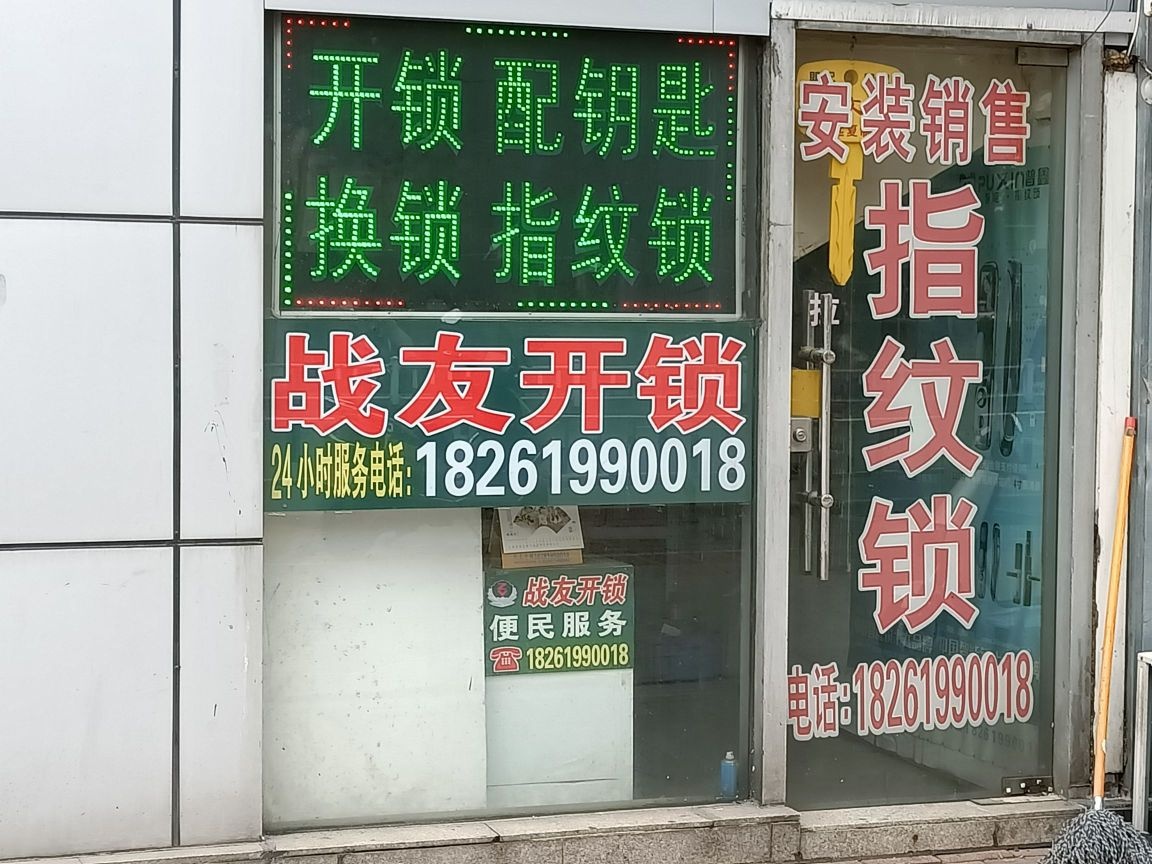 开锁 配钥匙
换锁 指纹锁
战友开锁
24小时服务电话:18261990018
战友开锁
便民服务
18261990018
安装销售
指纹锁
拉
电话:18261990018